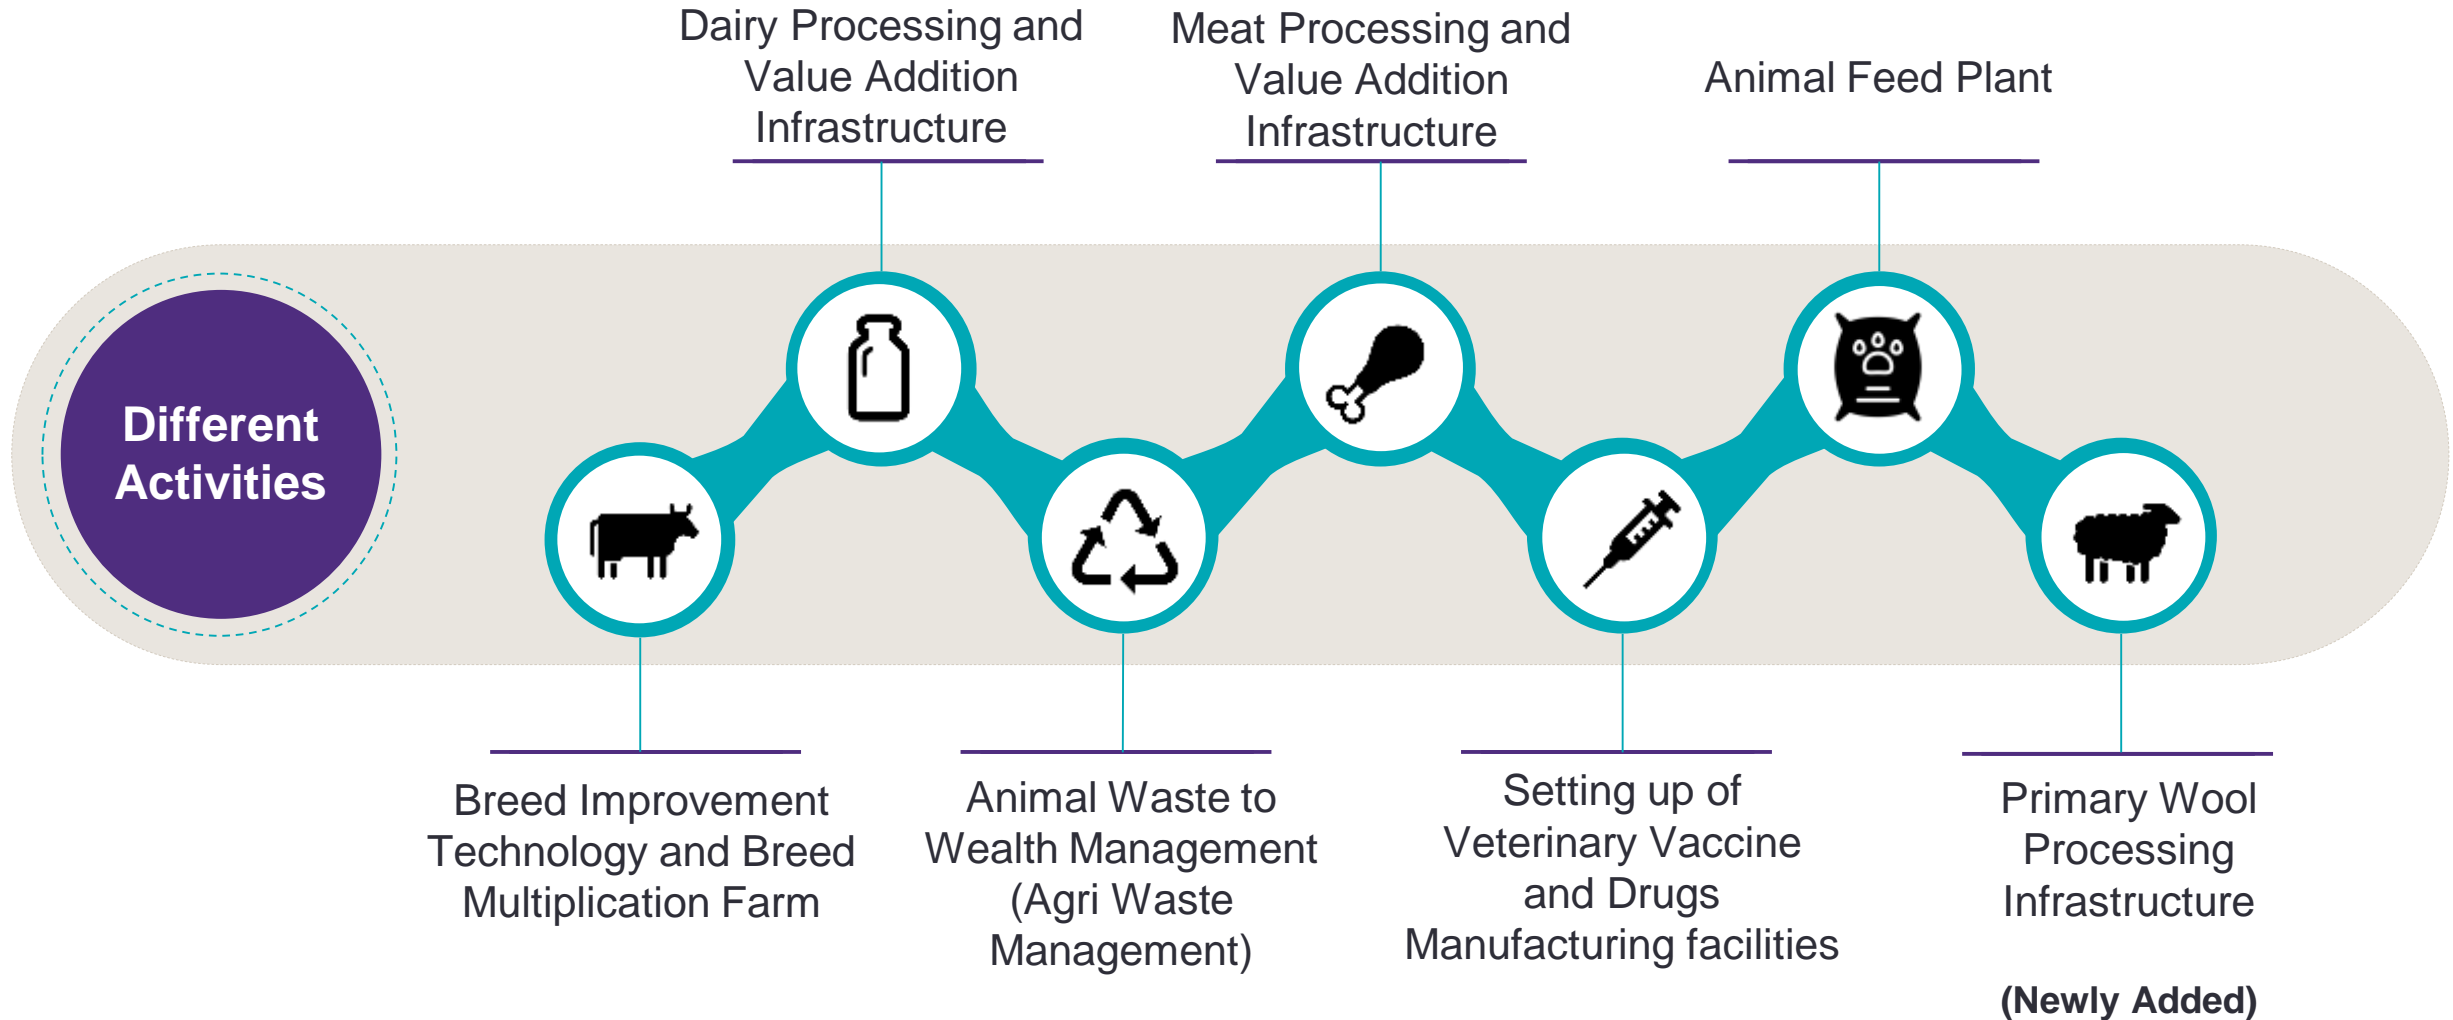 Dairy Processing and
Value Addition
Infrastructure
Meat Processing and
Value Addition
Infrastructure
Animal Feed Plant
Different
Activities
Breed Improvement
Technology and Breed
Multiplication Farm
Animal Waste to
Wealth Management
(Agri Waste
Management)
Setting up of
Veterinary Vaccine
and Drugs
Manufacturing facilities
Primary Wool
Processing
Infrastructure
(Newly Added)